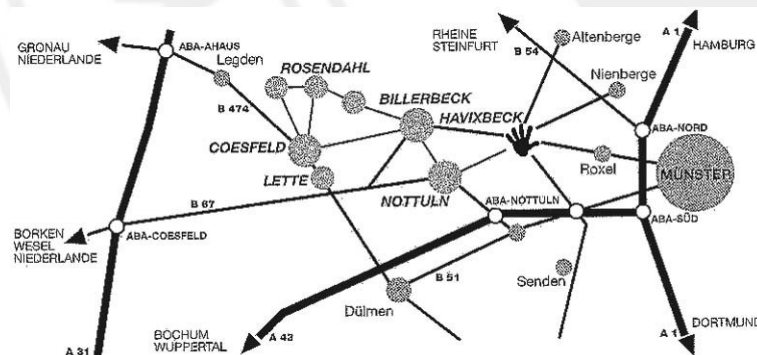 GRONAU
NIEDERLANDE
ABA-AHAUS
Legden
ROSENDAHL
B 474
BILLERBECK
HAVIXBECK
RHEINE
STEINFURT
B 54
Altenberge
A 1
HAMBURG
Nienberge
ABA-NORD
COESFELD
LETTE
Roxel
MÜNSTER
NOTTULN
B 67
ABA-NOTTULN
ABA-SÜD
BORKEN
WESEL
NIEDERLANDE
ABA-COESFELD
B 51
Senden
Dülmen
BOCHUM
WUPPERTAL
A 43
A 31
A 1
DORTMUND